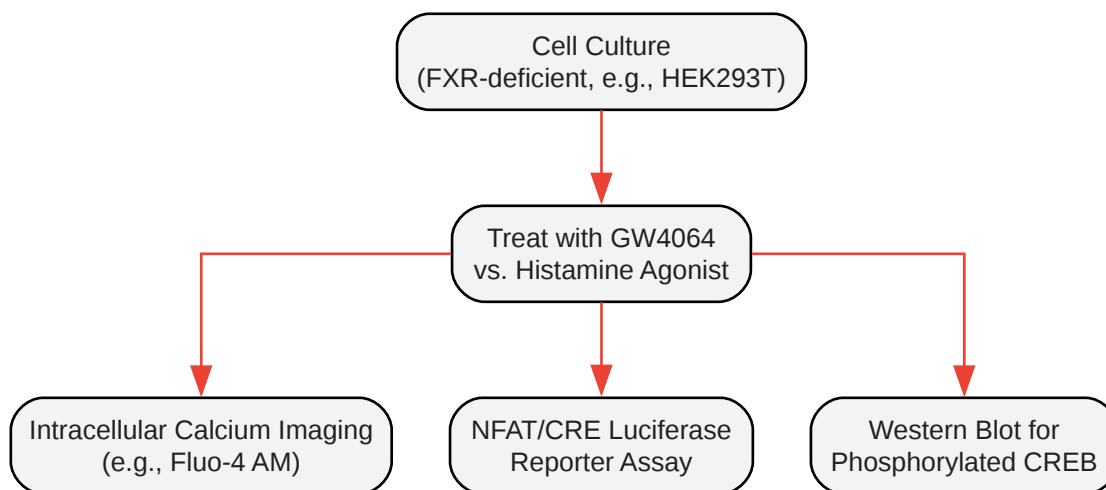 Cell Culture
(FXR-deficient, e.g., HEK293T)
Treat with GW4064
vs. Histamine Agonist
Intracellular Calcium Imaging
(e.g., Fluo-4 AM)
NFAT/CRE Luciferase
Reporter Assay
Western Blot for
Phosphorylated CREB